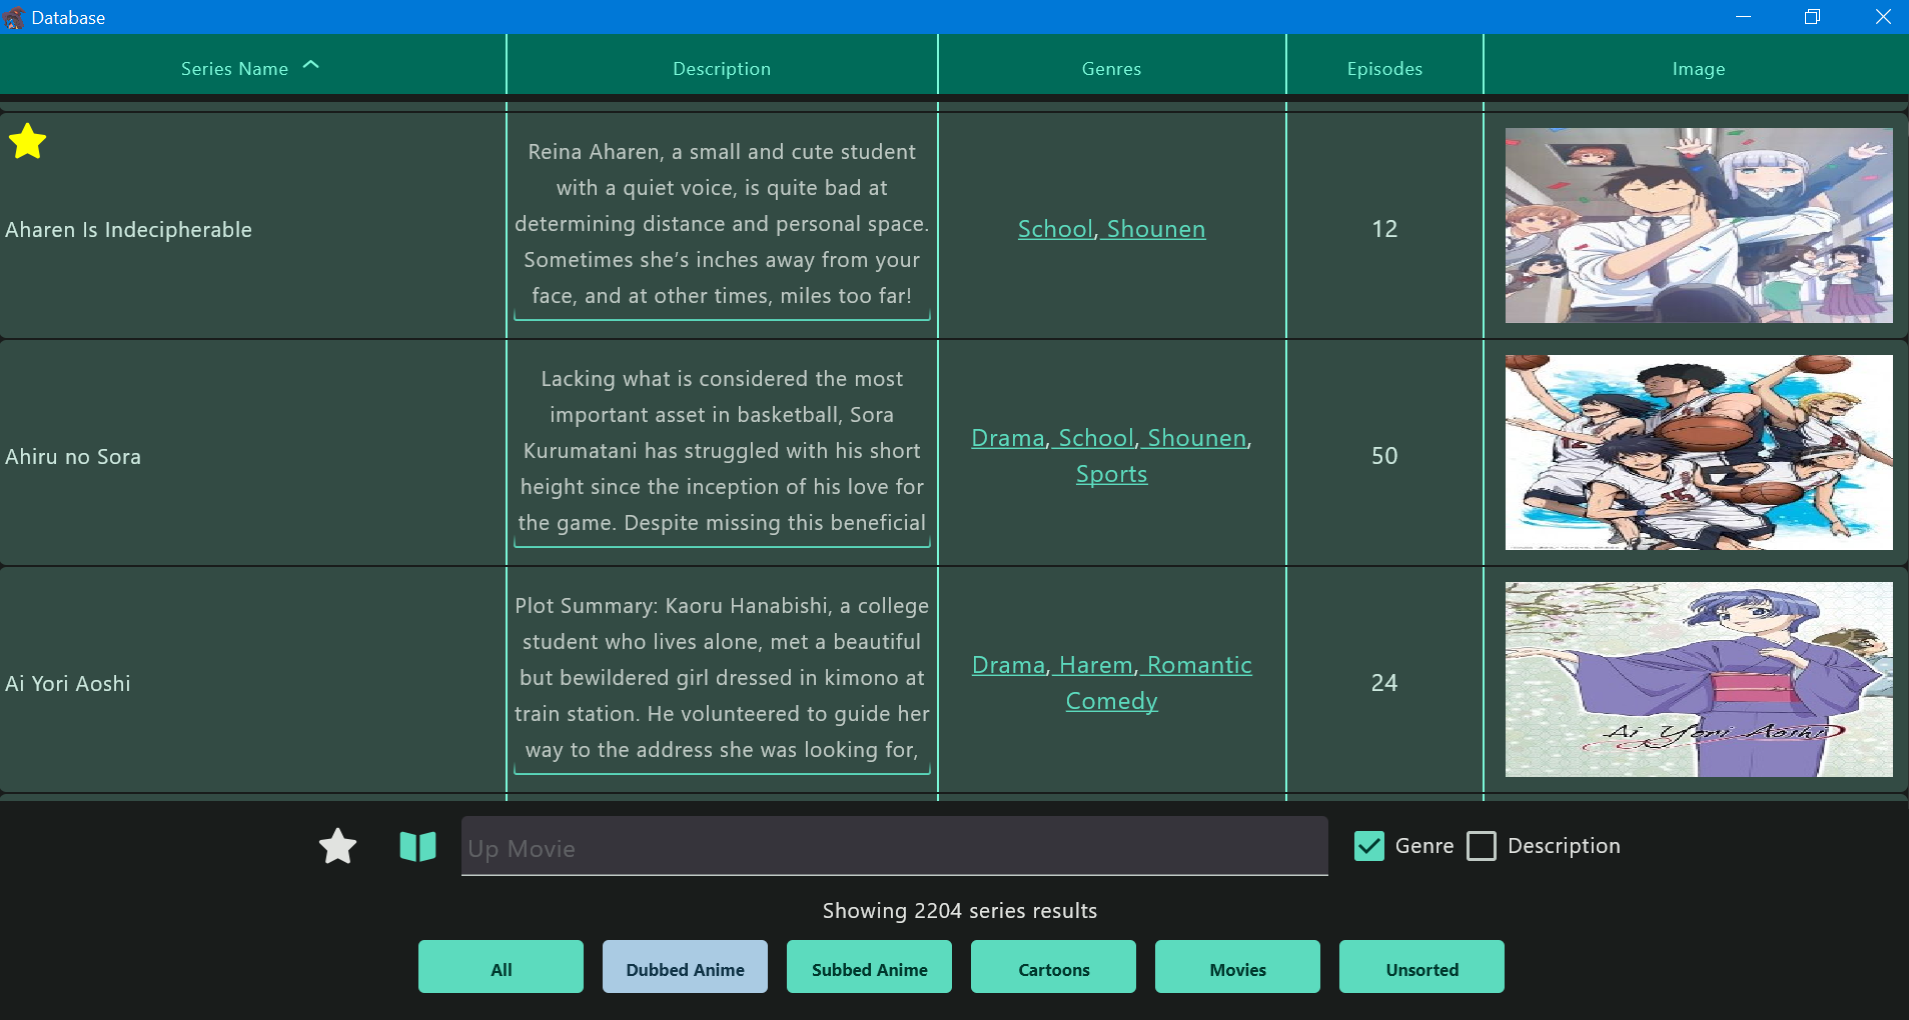 Database
Series Name
Description
Genres
Episodes
Image
Aharen Is Indecipherable
Reina Aharen, a small and cute student
with a quiet voice, is quite bad at
determining distance and personal space.
Sometimes she's inches away from your
face, and at other times, miles too far!
School, Shounen
12
Ahiru no Sora
Lacking what is considered the most
important asset in basketball, Sora
Kurumatani has struggled with his short
height since the inception of his love for
the game. Despite missing this beneficial
Drama, School, Shounen,
Sports
50
Ai Yori Aoshi
Plot Summary: Kaoru Hanabishi, a college
student who lives alone, met a beautiful
but bewildered girl dressed in kimono at
train station. He volunteered to guide her
way to the address she was looking for,
Drama, Harem, Romantic
Comedy
24
Ai Yori Aoshi
Up Movie
Genre
Description
Showing 2204 series results
All
Dubbed Anime
Subbed Anime
Cartoons
Movies
Unsorted